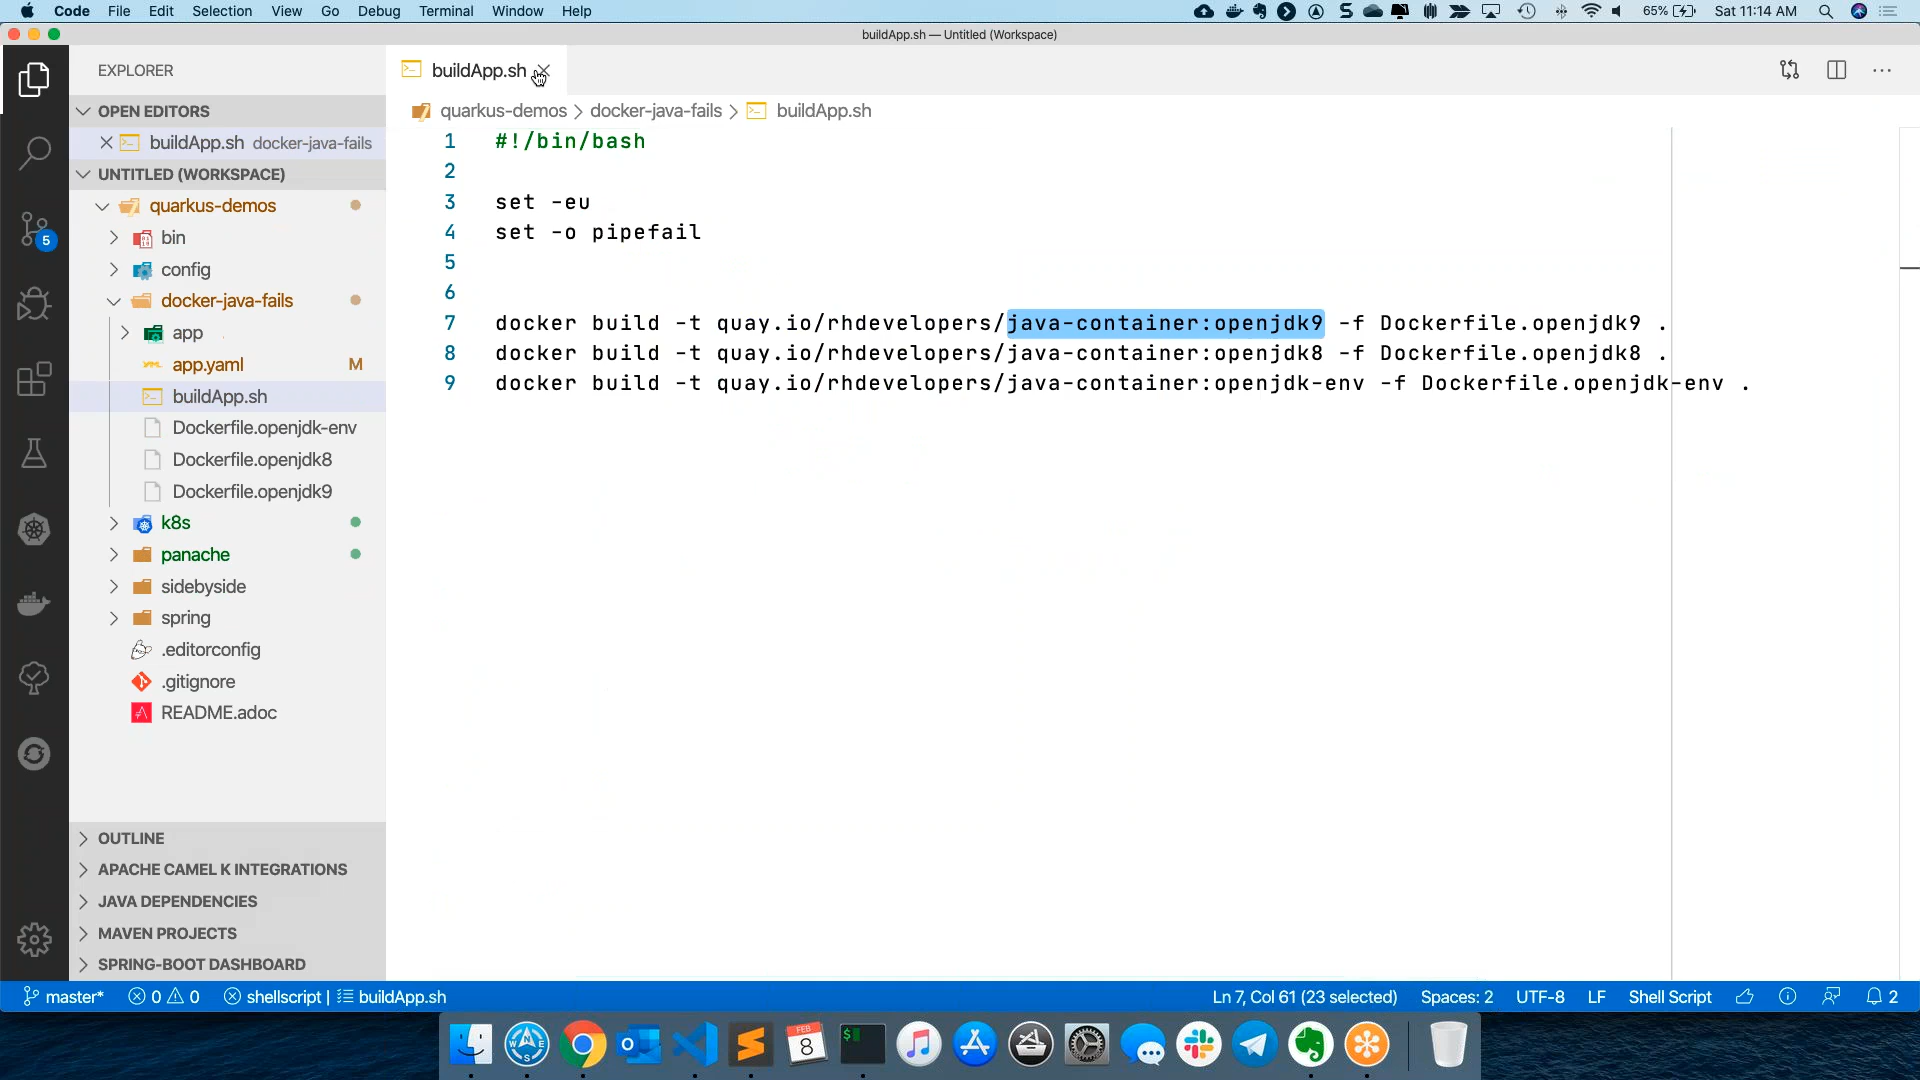 Code File Edit Selection View Go Debug Terminal Window Help
65% Sat 11:14 AM
buildApp.sh — Untitled (Workspace)
EXPLORER
buildApp.sh
OPEN EDITORS
quarkus-demos > docker-java-fails > buildApp.sh
buildApp.sh docker-java-fails
UNTITLED (WORKSPACE)
quarkus-demos
bin
config
docker-java-fails
app
app.yaml M
buildApp.sh
Dockerfile.openjdk-env
Dockerfile.openjdk8
Dockerfile.openjdk9
k8s
panache
sidebyside
spring
.editorconfig
.gitignore
README.adoc
5
OUTLINE
APACHE CAMEL K INTEGRATIONS
JAVA DEPENDENCIES
MAVEN PROJECTS
SPRING-BOOT DASHBOARD
1 #!/bin/bash
2
3 set -eu
4 set -o pipefail
5
6
7 docker build -t quay.io/rhdevelopers/java-container:openjdk9 -f Dockerfile.openjdk9 .
8 docker build -t quay.io/rhdevelopers/java-container:openjdk8 -f Dockerfile.openjdk8 .
9 docker build -t quay.io/rhdevelopers/java-container:openjdk-env -f Dockerfile.openjdk-env .
master* 0 0 shellscript | buildApp.sh Ln 7, Col 61 (23 selected) Spaces: 2 UTF-8 LF Shell Script 2
FEB
8